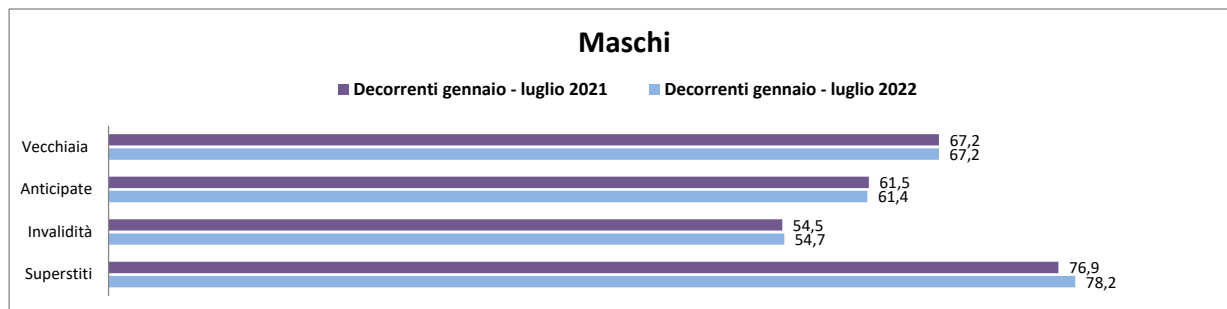 Maschi
Decorrenti gennaio - luglio 2021 Decorrenti gennaio - luglio 2022
Vecchiaia 67,2
67,2
Anticipate 61,5
61,4
Invalidità 54,5
54,7
Superstiti 76,9
78,2